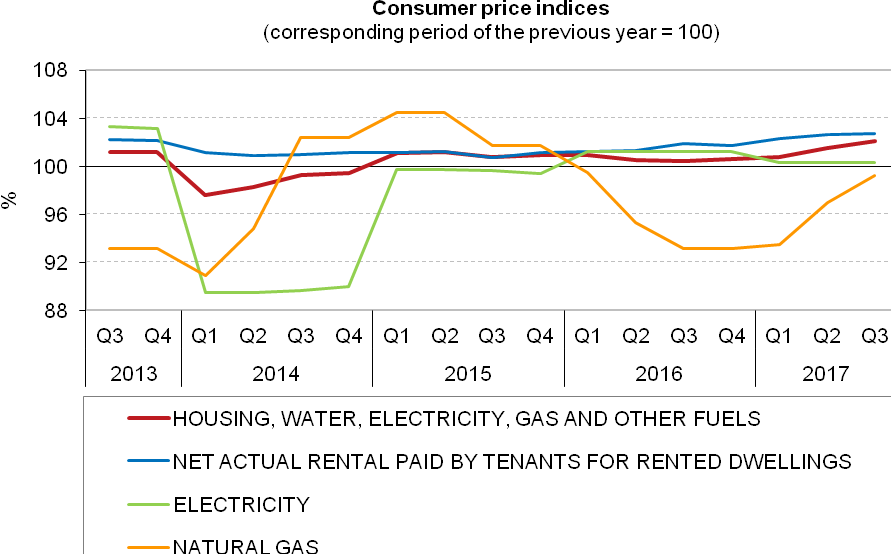 Consumer price indices
(corresponding period of the previous year = 100)
108
104
100
96
92
88
%
Q3 Q4 Q1 Q2 Q3 Q4 Q1 Q2 Q3 Q4 Q1 Q2 Q3 Q4 Q1 Q2 Q3
2013 2014 2015 2016 2017
HOUSING, WATER, ELECTRICITY, GAS AND OTHER FUELS
NET ACTUAL RENTAL PAID BY TENANTS FOR RENTED DWELLINGS
ELECTRICITY
NATURAL GAS